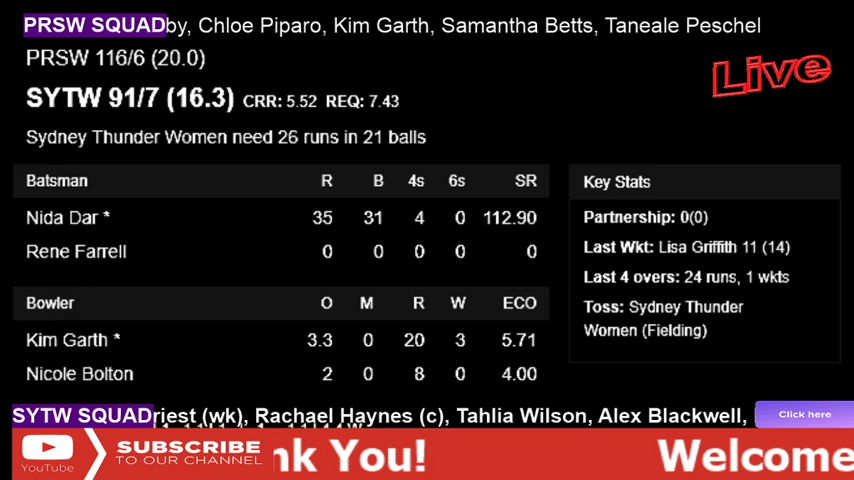 PRSW SQUAD by, Chloe Piparo, Kim Garth, Samantha Betts, Taneale Peschel
PRSW 116/6 (20.0)
Live
SYTW 91/7 (16.3) CRR: 5.52 REQ: 7.43
Sydney Thunder Women need 26 runs in 21 balls
Batsman R B 4s 6s SR
Nida Dar * 35 31 4 0 112.90
Rene Farrell 0 0 0 0 0
Bowler O M R W ECO
Kim Garth * 3.3 0 20 3 5.71
Nicole Bolton 2 0 8 0 4.00
Key Stats
Partnership: 0(0)
Last Wkt: Lisa Griffith 11 (14)
Last 4 overs: 24 runs, 1 wkts
Toss: Sydney Thunder
Women (Fielding)
SYTW SQUAD riest (wk), Rachael Haynes (c), Tahlia Wilson, Alex Blackwell,
Click here
YouTube
SUBSCRIBE
TO OUR CHANNEL
nk You! Welcome